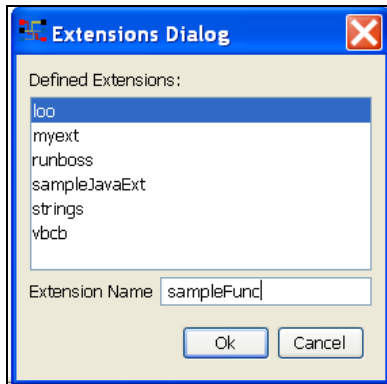 Extensions Dialog
Defined Extensions:
loo
myext
runboss
sampleJavaExt
strings
vbcb
Extension Name sampleFunc
Ok Cancel